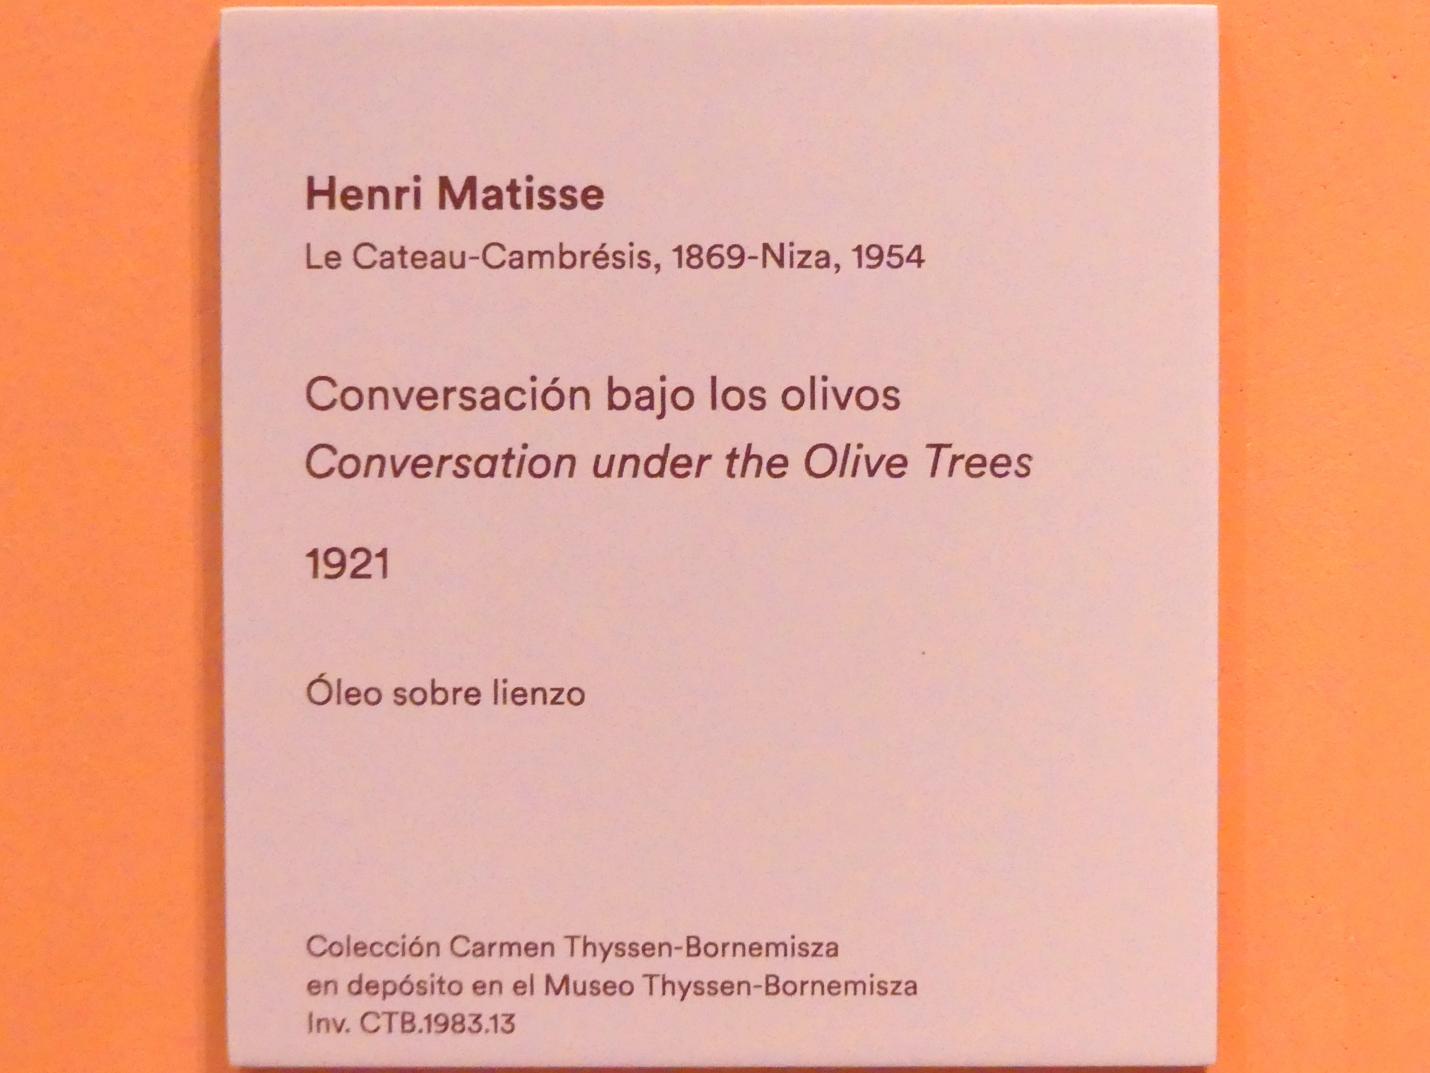 Henri Matisse
Le Cateau-Cambrésis, 1869-Niza, 1954
Conversación bajo los olivos
Conversation under the Olive Trees
1921
Óleo sobre lienzo
Colección Carmen Thyssen-Bornemisza
en depósito en el Museo Thyssen-Bornemisza
Inv. CTB.1983.13